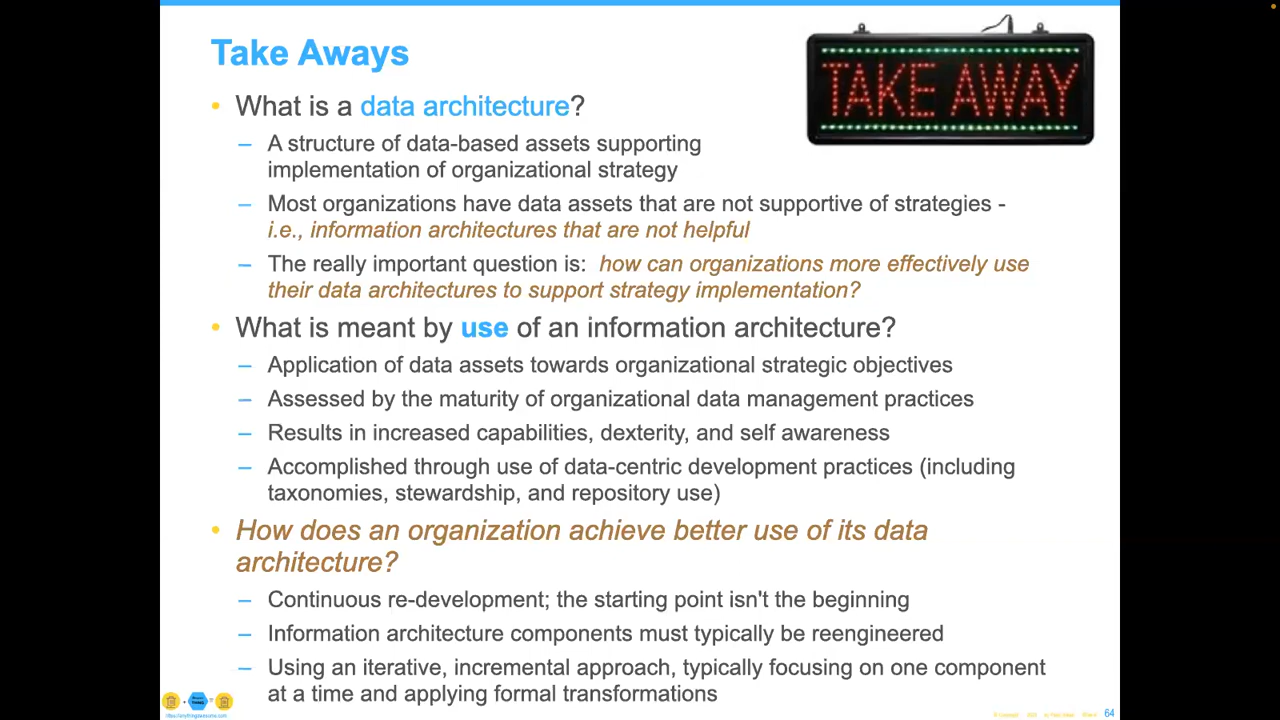 Take Aways
TAKE AWAY
• What is a data architecture?
– A structure of data-based assets supporting
implementation of organizational strategy
– Most organizations have data assets that are not supportive of strategies -
i.e., information architectures that are not helpful
– The really important question is: how can organizations more effectively use
their data architectures to support strategy implementation?
• What is meant by use of an information architecture?
– Application of data assets towards organizational strategic objectives
– Assessed by the maturity of organizational data management practices
– Results in increased capabilities, dexterity, and self awareness
– Accomplished through use of data-centric development practices (including
taxonomies, stewardship, and repository use)
• How does an organization achieve better use of its data
architecture?
– Continuous re-development; the starting point isn't the beginning
– Information architecture components must typically be reengineered
– Using an iterative, incremental approach, typically focusing on one component
at a time and applying formal transformations
https://anythingawesome.com
64